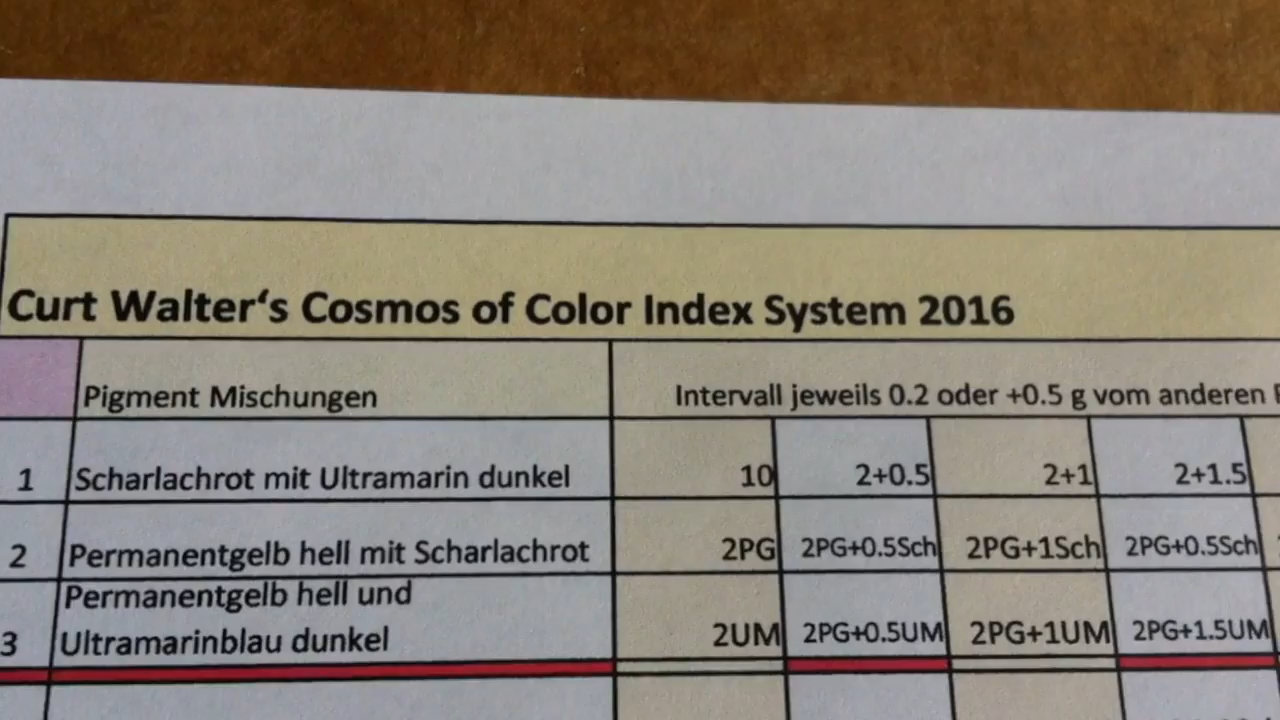 Curt Walter‘s Cosmos of Color Index System 2016
Pigment Mischungen Intervall jeweils 0.2 oder +0.5 g vom anderen
1 Scharlachrot mit Ultramarin dunkel 10 2+0.5 2+1 2+1.5
2 Permanentgelb hell mit Scharlachrot 2PG 2PG+0.5Sch 2PG+1Sch 2PG+0.5Sch
Permanentgelb hell und
3 Ultramarinblau dunkel 2UM 2PG+0.5UM 2PG+1UM 2PG+1.5UM